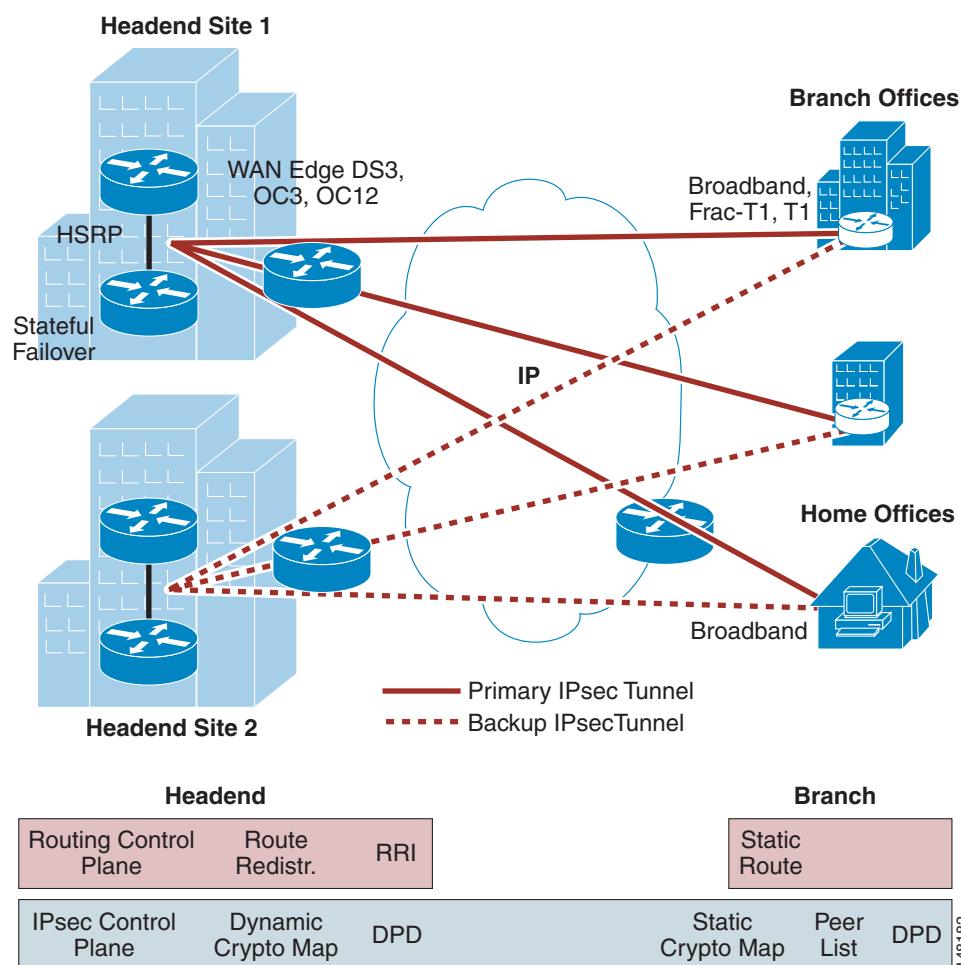 Headend Site 1
Branch Offices
WAN Edge DS3,
OC3, OC12
Broadband,
Frac-T1, T1
HSRP
Stateful
Failover
IP
Home Offices
Broadband
Primary IPsec Tunnel
Backup IPsecTunnel
Headend Site 2
Headend
Branch
Routing Control
Plane
Route
Redistr.
RRI
Static
Route
IPsec Control
Plane
Dynamic
Crypto Map
DPD
Static
Crypto Map
Peer
List
DPD